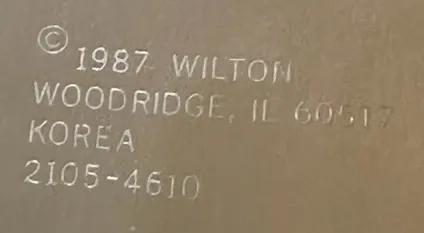 © 1987 WILTON
WOODRIDGE, IL 60517
KOREA
2105-4610